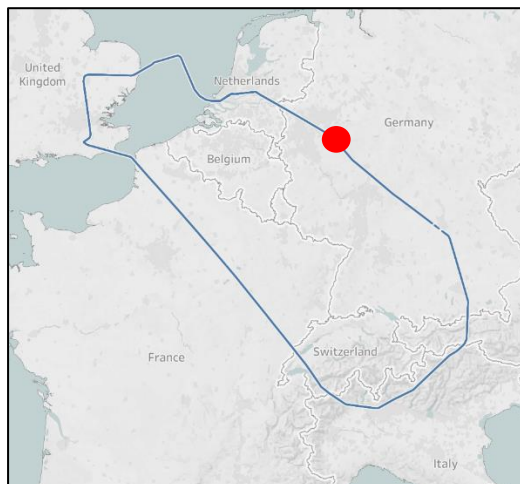 United
Kingdom
Netherlands
Germany
Belgium
France
Switzerland
Italy